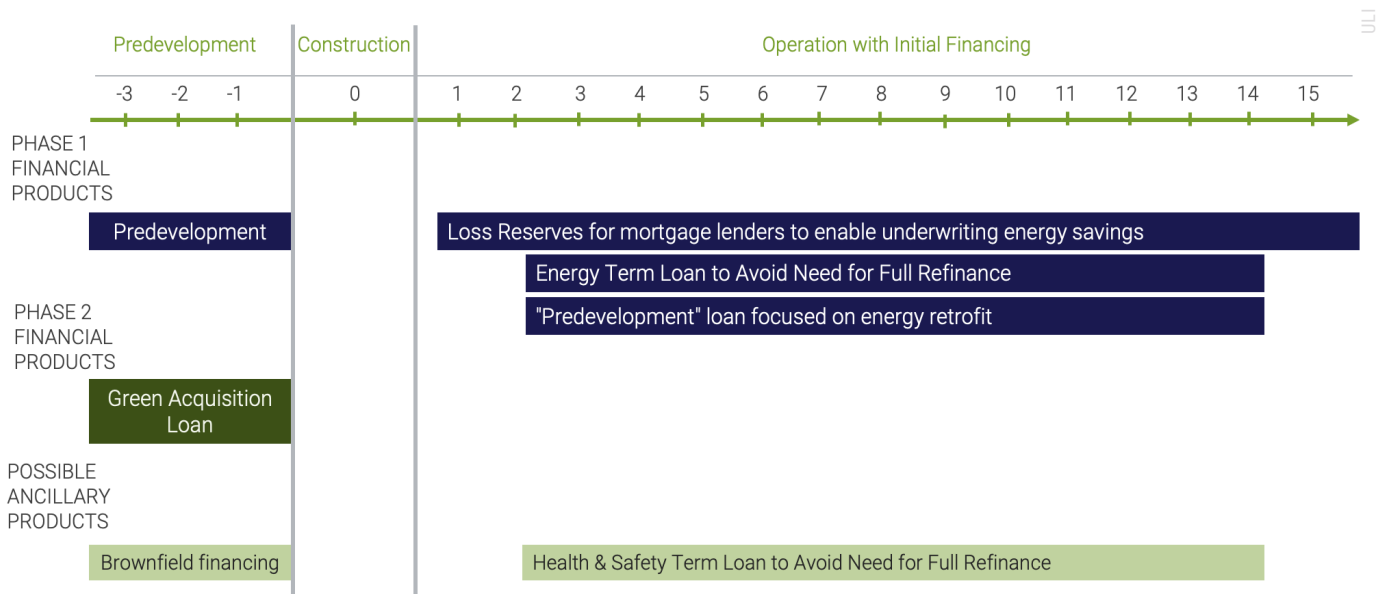 ULI
Predevelopment Construction Operation with Initial Financing
-3 -2 -1 0 1 2 3 4 5 6 7 8 9 10 11 12 13 14 15
PHASE 1
FINANCIAL
PRODUCTS
Predevelopment Loss Reserves for mortgage lenders to enable underwriting energy savings
Energy Term Loan to Avoid Need for Full Refinance
"Predevelopment" loan focused on energy retrofit
PHASE 2
FINANCIAL
PRODUCTS
Green Acquisition
Loan
POSSIBLE
ANCILLARY
PRODUCTS
Brownfield financing Health & Safety Term Loan to Avoid Need for Full Refinance